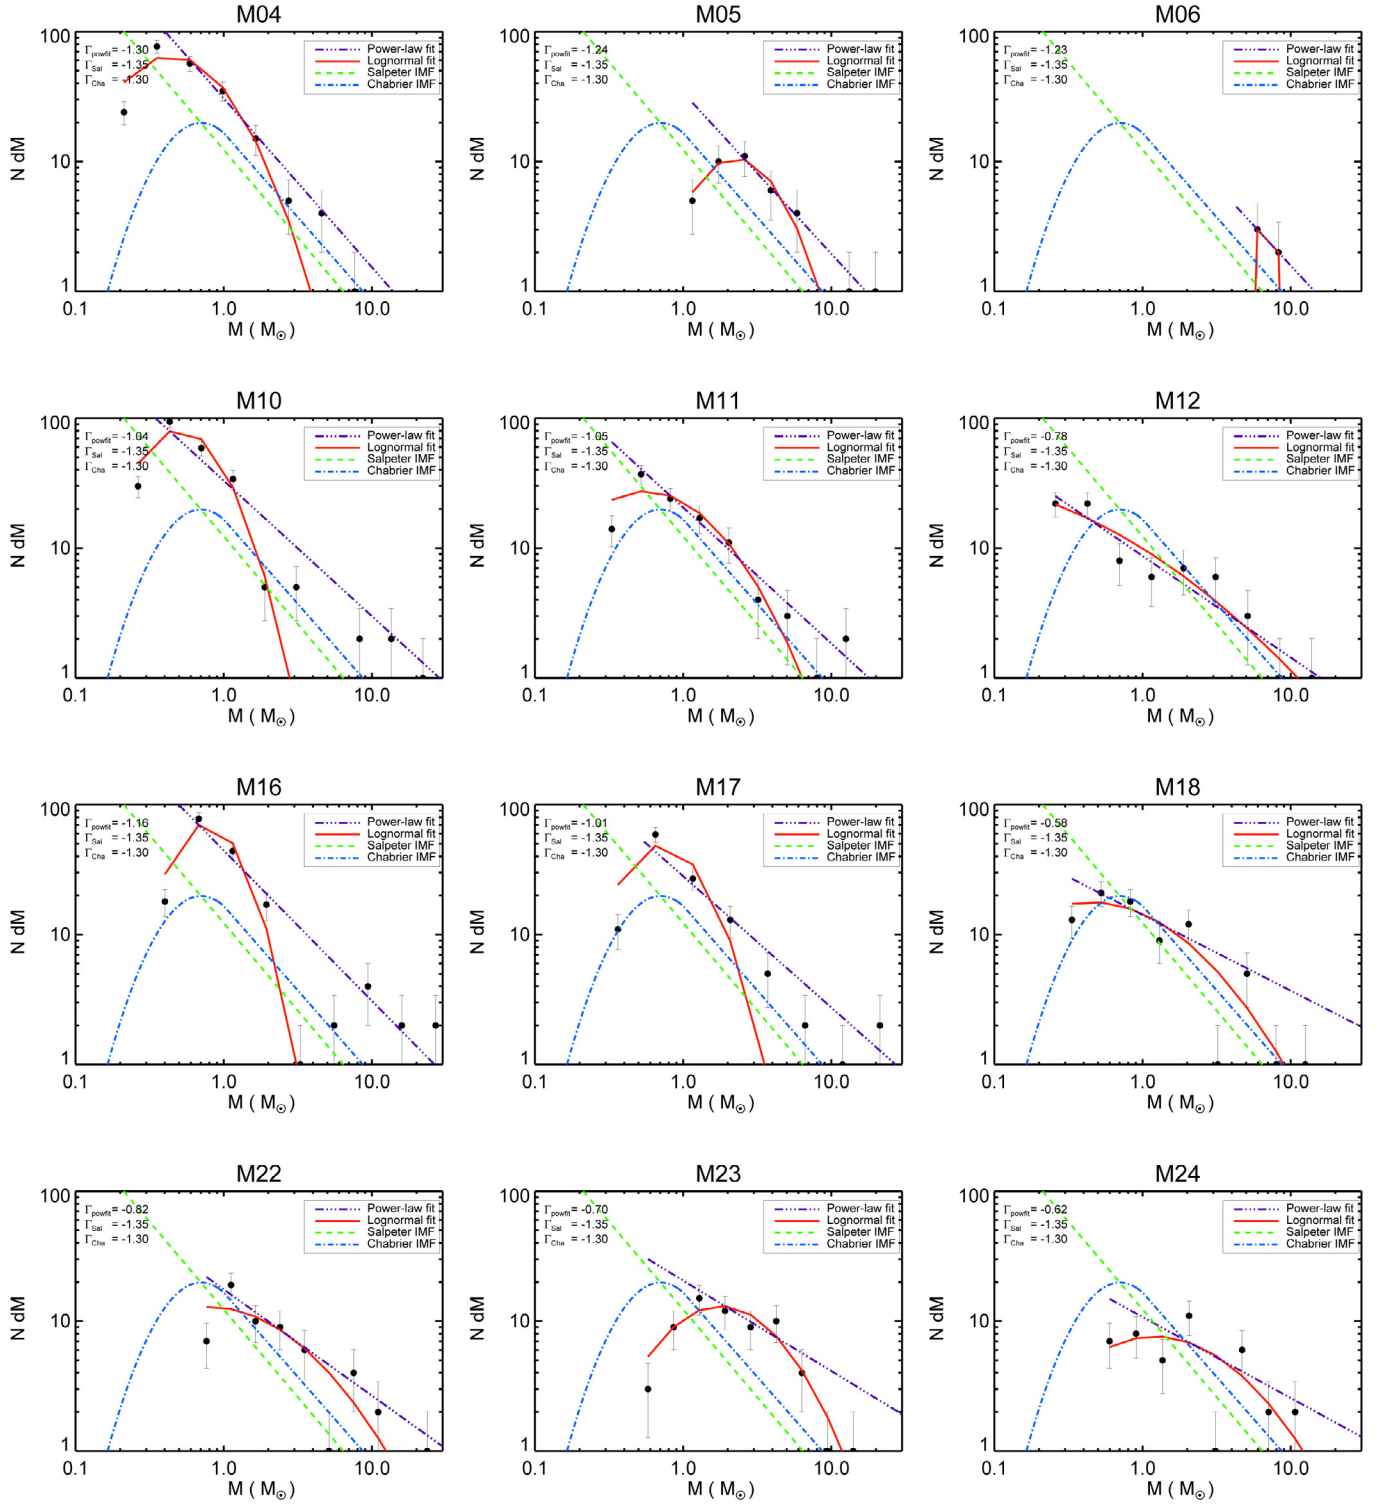 M04
Γpowfit = -1.30
ΓSal = -1.35
ΓCha = -1.30
Power-law fit
Lognormal fit
Salpeter IMF
Chabrier IMF
100
10
1
N dM
0.1 1.0 10.0
M ( M⊙)
M05
Γpowfit = -1.24
ΓSal = -1.35
ΓCha = -1.30
Power-law fit
Lognormal fit
Salpeter IMF
Chabrier IMF
100
10
1
N dM
0.1 1.0 10.0
M ( M⊙)
M06
Γpowfit = -1.23
ΓSal = -1.35
ΓCha = -1.30
Power-law fit
Lognormal fit
Salpeter IMF
Chabrier IMF
100
10
1
N dM
0.1 1.0 10.0
M ( M⊙)
M10
Γpowfit = -1.04
ΓSal = -1.35
ΓCha = -1.30
Power-law fit
Lognormal fit
Salpeter IMF
Chabrier IMF
100
10
1
N dM
0.1 1.0 10.0
M ( M⊙)
M11
Γpowfit = -1.05
ΓSal = -1.35
ΓCha = -1.30
Power-law fit
Lognormal fit
Salpeter IMF
Chabrier IMF
100
10
1
N dM
0.1 1.0 10.0
M ( M⊙)
M12
Γpowfit = -0.78
ΓSal = -1.35
ΓCha = -1.30
Power-law fit
Lognormal fit
Salpeter IMF
Chabrier IMF
100
10
1
N dM
0.1 1.0 10.0
M ( M⊙)
M16
Γpowfit = -1.16
ΓSal = -1.35
ΓCha = -1.30
Power-law fit
Lognormal fit
Salpeter IMF
Chabrier IMF
100
10
1
N dM
0.1 1.0 10.0
M ( M⊙)
M17
Γpowfit = -1.01
ΓSal = -1.35
ΓCha = -1.30
Power-law fit
Lognormal fit
Salpeter IMF
Chabrier IMF
100
10
1
N dM
0.1 1.0 10.0
M ( M⊙)
M18
Γpowfit = -0.58
ΓSal = -1.35
ΓCha = -1.30
Power-law fit
Lognormal fit
Salpeter IMF
Chabrier IMF
100
10
1
N dM
0.1 1.0 10.0
M ( M⊙)
M22
Γpowfit = -0.82
ΓSal = -1.35
ΓCha = -1.30
Power-law fit
Lognormal fit
Salpeter IMF
Chabrier IMF
100
10
1
N dM
0.1 1.0 10.0
M ( M⊙)
M23
Γpowfit = -0.70
ΓSal = -1.35
ΓCha = -1.30
Power-law fit
Lognormal fit
Salpeter IMF
Chabrier IMF
100
10
1
N dM
0.1 1.0 10.0
M ( M⊙)
M24
Γpowfit = -0.62
ΓSal = -1.35
ΓCha = -1.30
Power-law fit
Lognormal fit
Salpeter IMF
Chabrier IMF
100
10
1
N dM
0.1 1.0 10.0
M ( M⊙)